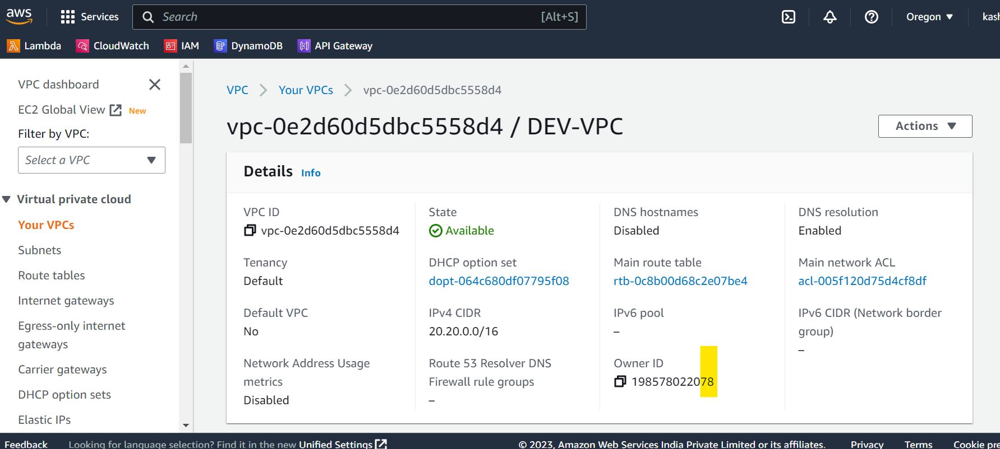 aws
Services
Search [Alt+S]
Oregon
kash
Lambda
CloudWatch
IAM
DynamoDB
API Gateway
VPC dashboard
EC2 Global View New
Filter by VPC:
Select a VPC
Virtual private cloud
Your VPCs
Subnets
Route tables
Internet gateways
Egress-only internet
gateways
Carrier gateways
DHCP option sets
Elastic IPs
VPC
Your VPCs
vpc-0e2d60d5dbc5558d4
vpc-0e2d60d5dbc5558d4 / DEV-VPC
Actions
Details Info
VPC ID
vpc-0e2d60d5dbc5558d4
State
Available
DNS hostnames
Disabled
DNS resolution
Enabled
Tenancy
Default
DHCP option set
dopt-064c680df07795f08
Main route table
rtb-0c8b00d68c2e07be4
Main network ACL
acl-005f120d75d4cf8df
Default VPC
No
IPv4 CIDR
20.20.0.0/16
IPv6 pool
–
IPv6 CIDR (Network border
group)
–
Network Address Usage
metrics
Disabled
Route 53 Resolver DNS
Firewall rule groups
–
Owner ID
198578022078
Feedback
Looking for language selection? Find it in the new Unified Settings
© 2023, Amazon Web Services India Private Limited or its affiliates.
Privacy
Terms
Cookie pre